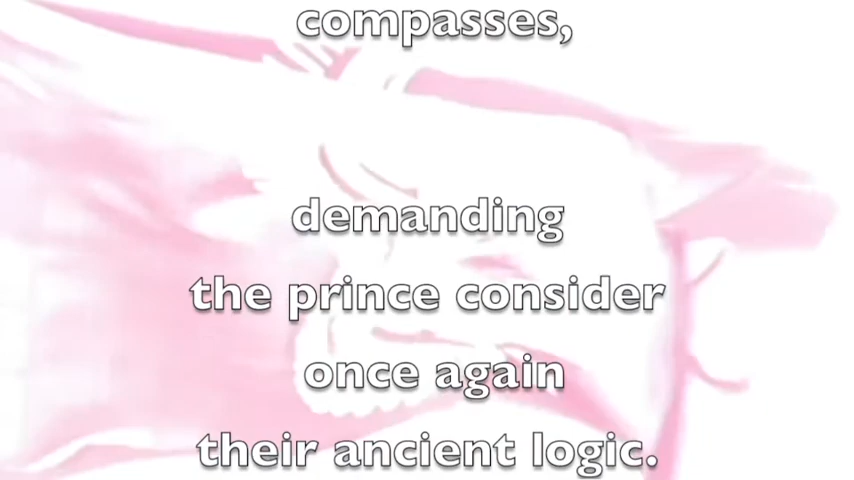 compasses,
demanding
the prince consider
once again
their ancient logic.